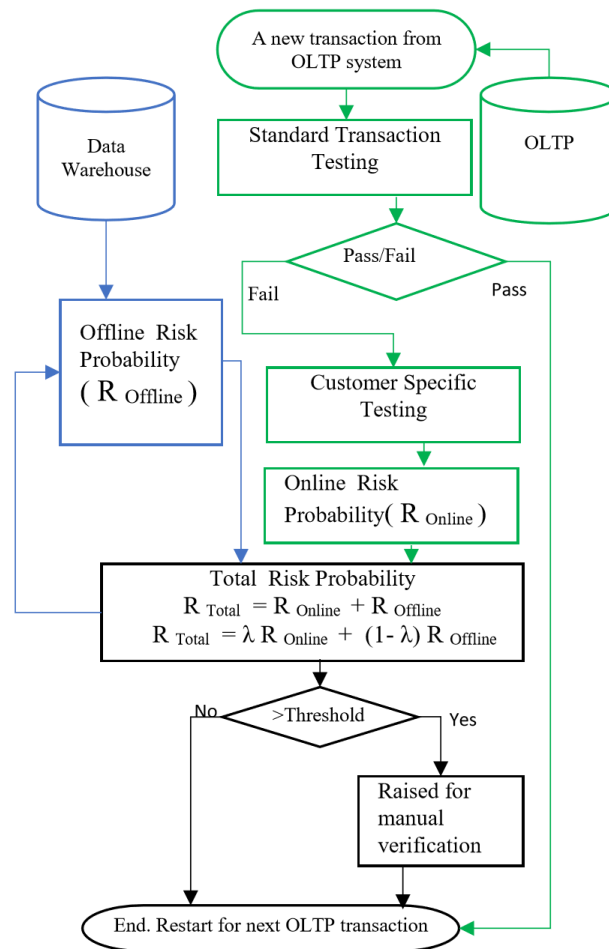 A new transaction from
OLTP system
Data
Warehouse
Standard Transaction
Testing
OLTP
Pass/Fail
Fail
Pass
Offline Risk
Probability
( R Offline )
Customer Specific
Testing
Online Risk
Probability( R Online )
Total Risk Probability
R Total = R Online + R Offline
R Total = λ R Online + (1- λ) R Offline
No
>Threshold
Yes
Raised for
manual
verification
End. Restart for next OLTP transaction